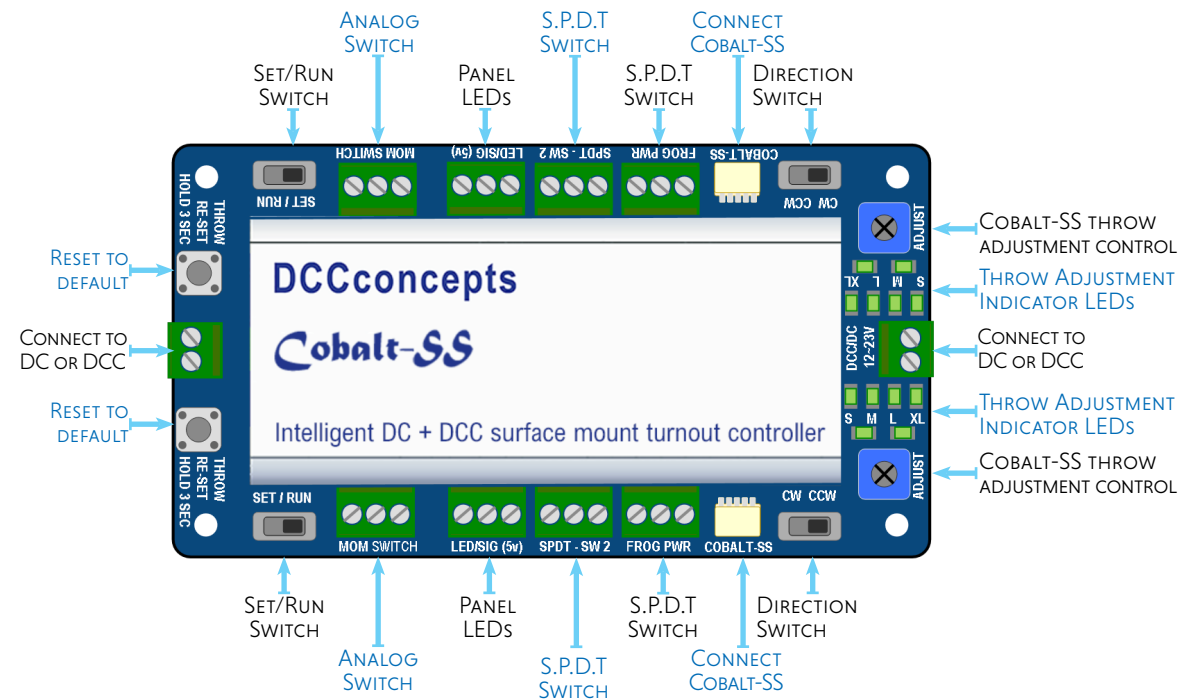 Analog
Switch
S.P.D.T
Switch
Connect
Cobalt-SS
Set/Run
Switch
Panel
LEDs
S.P.D.T
Switch
Direction
Switch
MOM SWITCH
LED/SIG (5v)
SPDT - SW 2
FROG PWR
COBALT-SS
SET / RUN
CW CCW
THROW
RE-SET
HOLD 3 SEC
ADJUST
Cobalt-SS throw
adjustment control
Reset to
default
S M L XL
Throw Adjustment
Indicator LEDs
DCCconcepts
Cobalt-SS
Intelligent DC + DCC surface mount turnout controller
Connect to
DC or DCC
DCC/DC
12~23V
Connect to
DC or DCC
Reset to
default
S M L XL
Throw Adjustment
Indicator LEDs
THROW
RE-SET
HOLD 3 SEC
ADJUST
Cobalt-SS throw
adjustment control
SET / RUN
CW CCW
MOM SWITCH
LED/SIG (5v)
SPDT - SW 2
FROG PWR
COBALT-SS
Set/Run
Switch
Panel
LEDs
S.P.D.T
Switch
Direction
Switch
Analog
Switch
S.P.D.T
Switch
Connect
Cobalt-SS